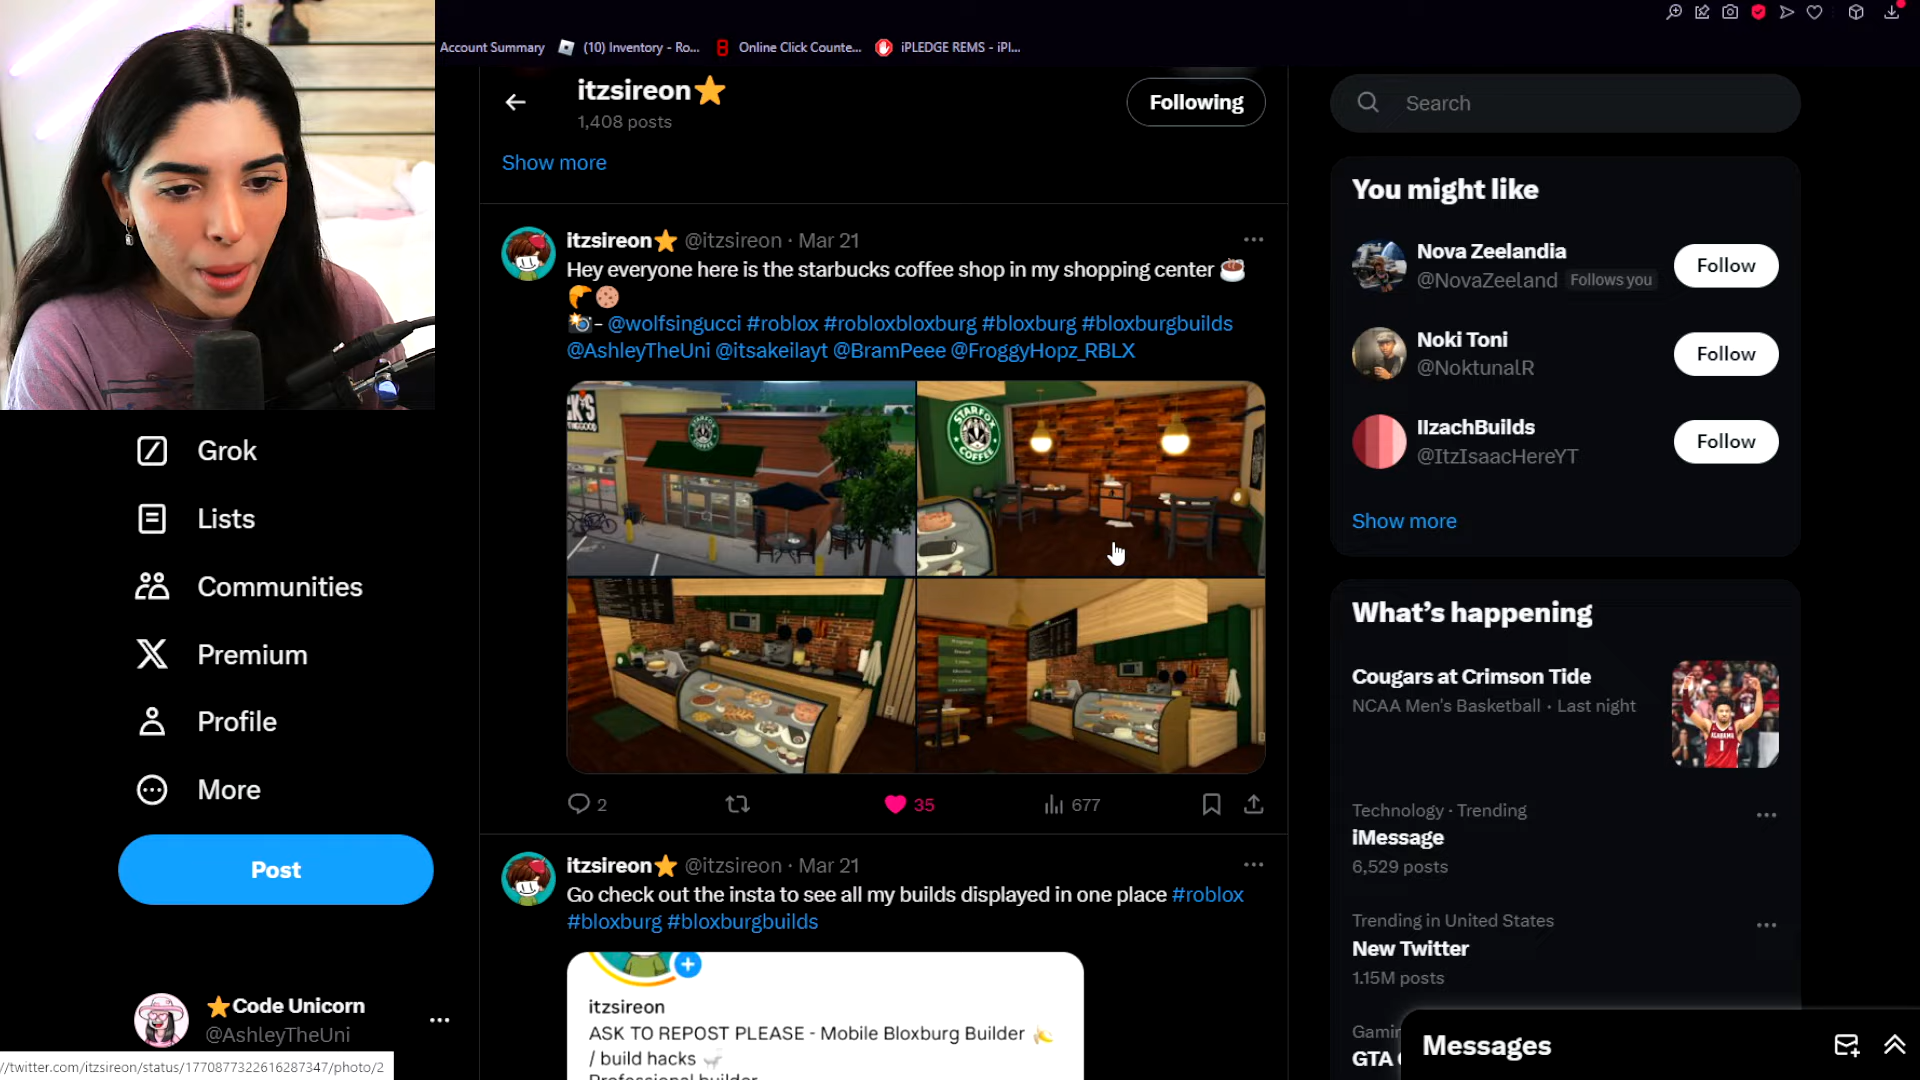 Account Summary
(10) Inventory - Ro...
Online Click Counte...
iPLEDGE REMS - iPl...
itzsireon
1,408 posts
Following
Search
Show more
itzsireon @itzsireon · Mar 21
Hey everyone here is the starbucks coffee shop in my shopping center
- @wolfsingucci #roblox #robloxbloxburg #bloxburg #bloxburgbuilds
@AshleyTheUni @itsakeilayt @BramPeee @FroggyHopz_RBLX
STARFOX
COFFEE
2
35
677
itzsireon @itzsireon · Mar 21
Go check out the insta to see all my builds displayed in one place #roblox
#bloxburg #bloxburgbuilds
itzsireon
ASK TO REPOST PLEASE - Mobile Bloxburg Builder
/ build hacks
Professional builder
Grok
Lists
Communities
Premium
Profile
More
Post
Code Unicorn
@AshleyTheUni
//twitter.com/itzsireon/status/1770877322616287347/photo/2
You might like
Nova Zeelandia
@NovaZeeland Follows you
Follow
Noki Toni
@NoktunalR
Follow
IIzachBuilds
@ItzIsaacHereYT
Follow
Show more
What's happening
Cougars at Crimson Tide
NCAA Men's Basketball · Last night
Technology · Trending
iMessage
6,529 posts
Trending in United States
New Twitter
1.15M posts
Gami
GTA
Messages